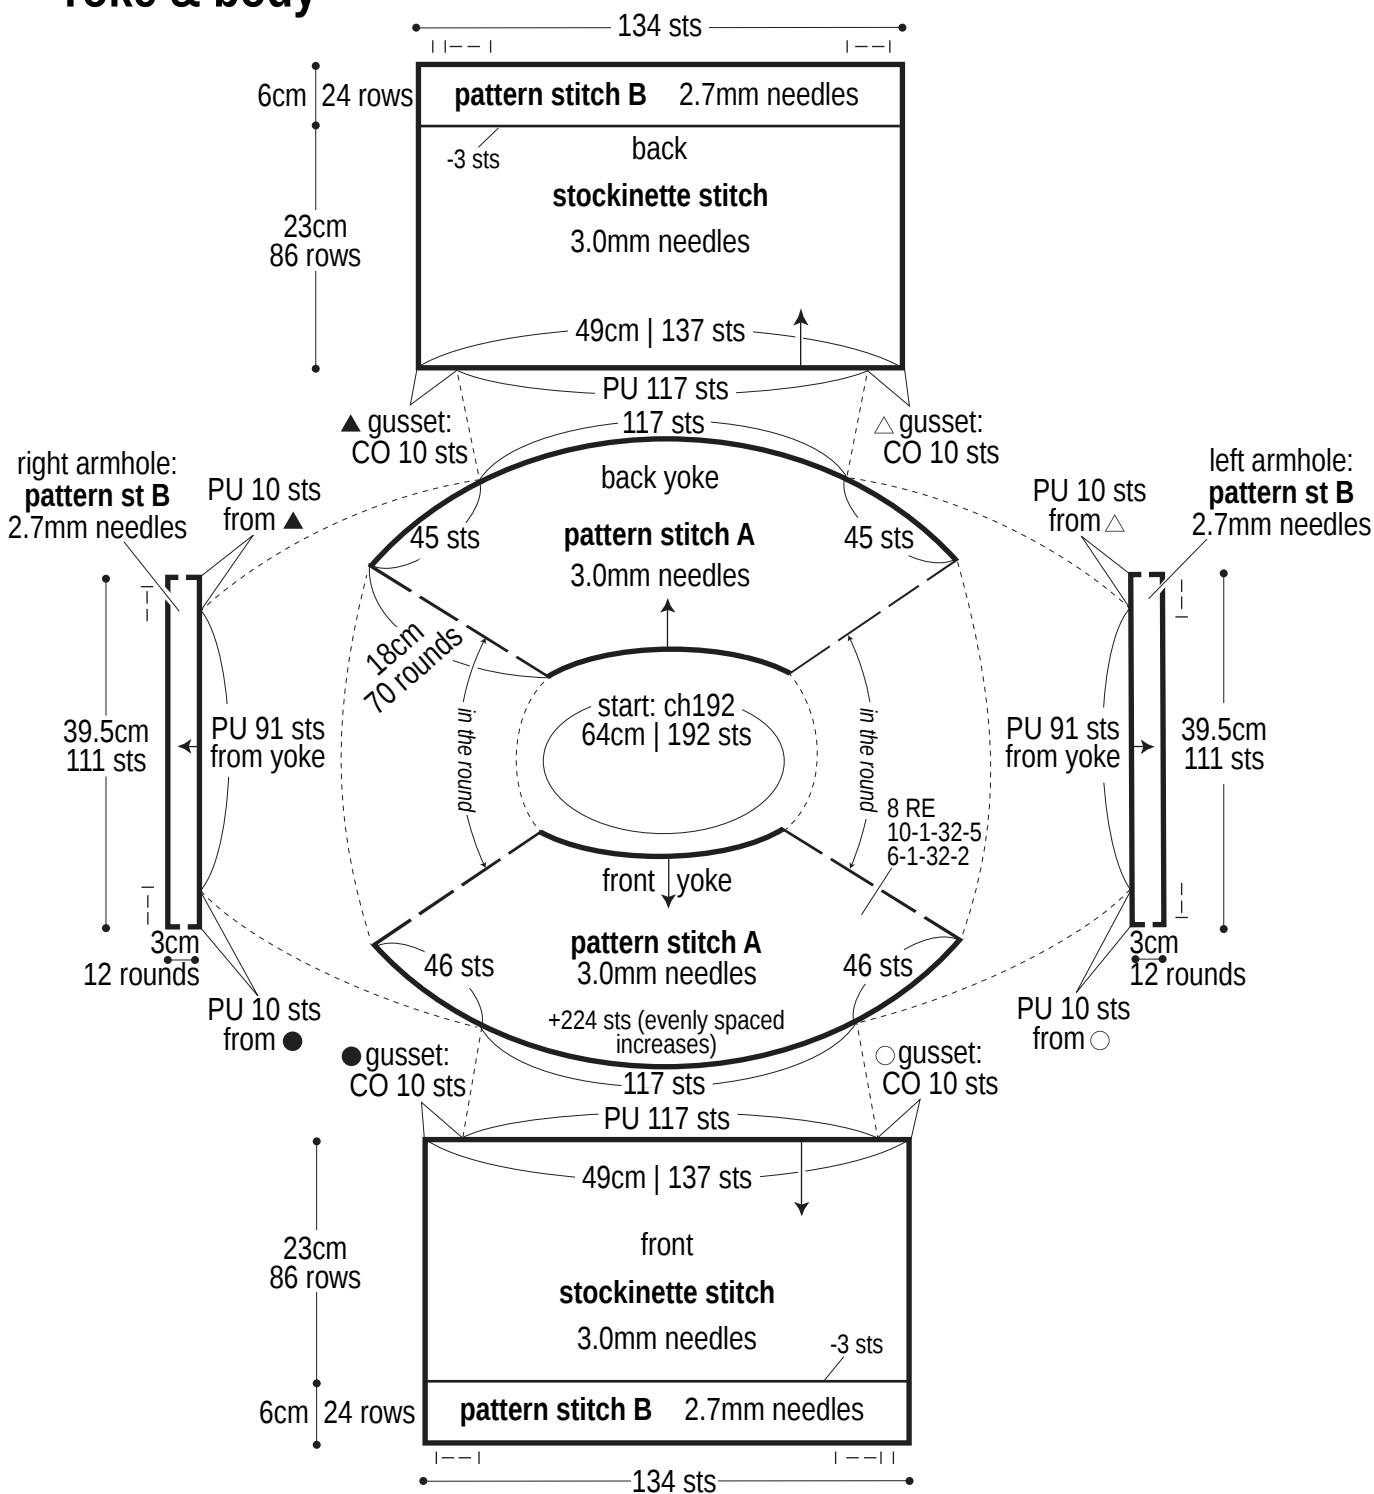 Yoke & body
134 sts
6cm 24 rows
pattern stitch B 2.7mm needles
-3 sts
back
stockinette stitch
3.0mm needles
23cm
86 rows
49cm | 137 sts
PU 117 sts
117 sts
▲ gusset:
CO 10 sts
△ gusset:
CO 10 sts
right armhole:
pattern st B
2.7mm needles
PU 10 sts
from ▲
left armhole:
pattern st B
2.7mm needles
PU 10 sts
from △
back yoke
45 sts
45 sts
pattern stitch A
3.0mm needles
18cm
70 rounds
in the round
in the round
start: ch192
64cm | 192 sts
39.5cm
111 sts
PU 91 sts
from yoke
PU 91 sts
from yoke
39.5cm
111 sts
8 RE
10-1-32-5
6-1-32-2
front yoke
pattern stitch A
3.0mm needles
46 sts
46 sts
+224 sts (evenly spaced
increases)
3cm
12 rounds
3cm
12 rounds
PU 10 sts
from ●
PU 10 sts
from ○
● gusset:
CO 10 sts
○ gusset:
CO 10 sts
117 sts
PU 117 sts
49cm | 137 sts
front
stockinette stitch
3.0mm needles
23cm
86 rows
-3 sts
6cm 24 rows
pattern stitch B 2.7mm needles
134 sts